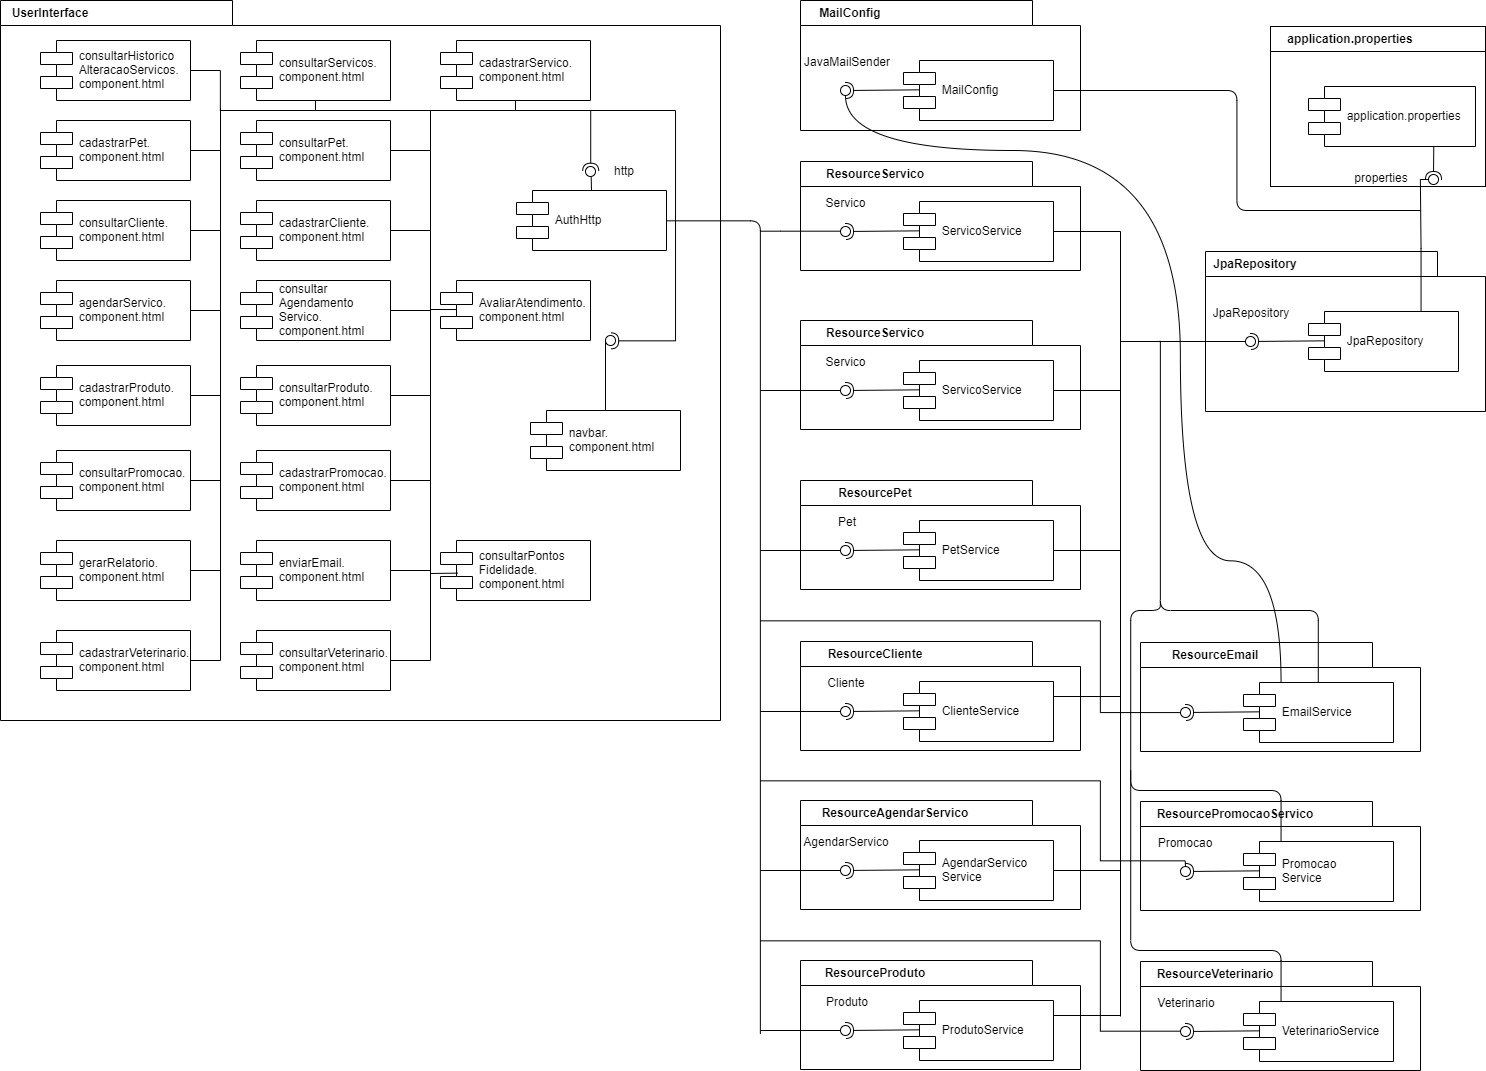 UserInterface
consultarHistorico
AlteracaoServicos.
component.html
consultarServicos.
component.html
cadastrarServico.
component.html
cadastrarPet.
component.html
consultarPet.
component.html
http
AuthHttp
consultarCliente.
component.html
cadastrarCliente.
component.html
agendarServico.
component.html
consultar
Agendamento
Servico.
component.html
AvaliarAtendimento.
component.html
cadastrarProduto.
component.html
consultarProduto.
component.html
navbar.
component.html
consultarPromocao.
component.html
cadastrarPromocao.
component.html
gerarRelatorio.
component.html
enviarEmail.
component.html
consultarPontos
Fidelidade.
component.html
cadastrarVeterinario.
component.html
consultarVeterinario.
component.html
MailConfig
JavaMailSender
MailConfig
application.properties
application.properties
properties
ResourceServico
Servico
ServicoService
JpaRepository
JpaRepository
JpaRepository
ResourceServico
Servico
ServicoService
ResourcePet
Pet
PetService
ResourceCliente
Cliente
ClienteService
ResourceEmail
EmailService
ResourceAgendarServico
AgendarServico
AgendarServico
Service
ResourcePromocaoServico
Promocao
Promocao
Service
ResourceProduto
Produto
ProdutoService
ResourceVeterinario
Veterinario
VeterinarioService